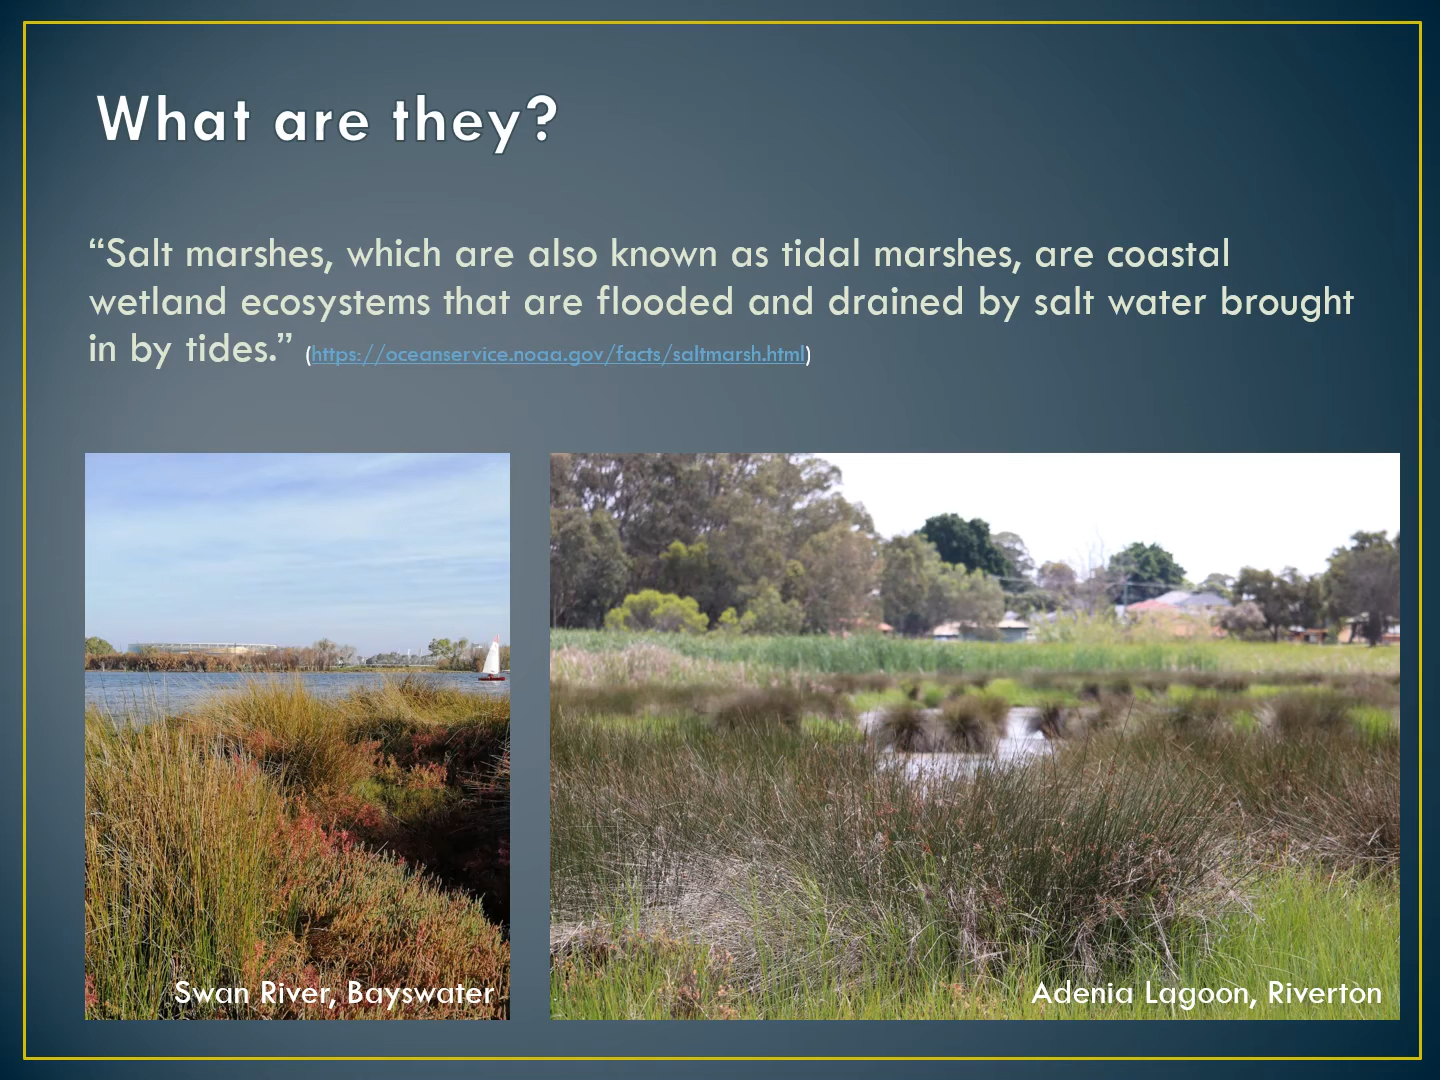 What are they?
“Salt marshes, which are also known as tidal marshes, are coastal
wetland ecosystems that are flooded and drained by salt water brought
in by tides.” (https://oceanservice.noaa.gov/facts/saltmarsh.html)
Swan River, Bayswater
Adenia Lagoon, Riverton